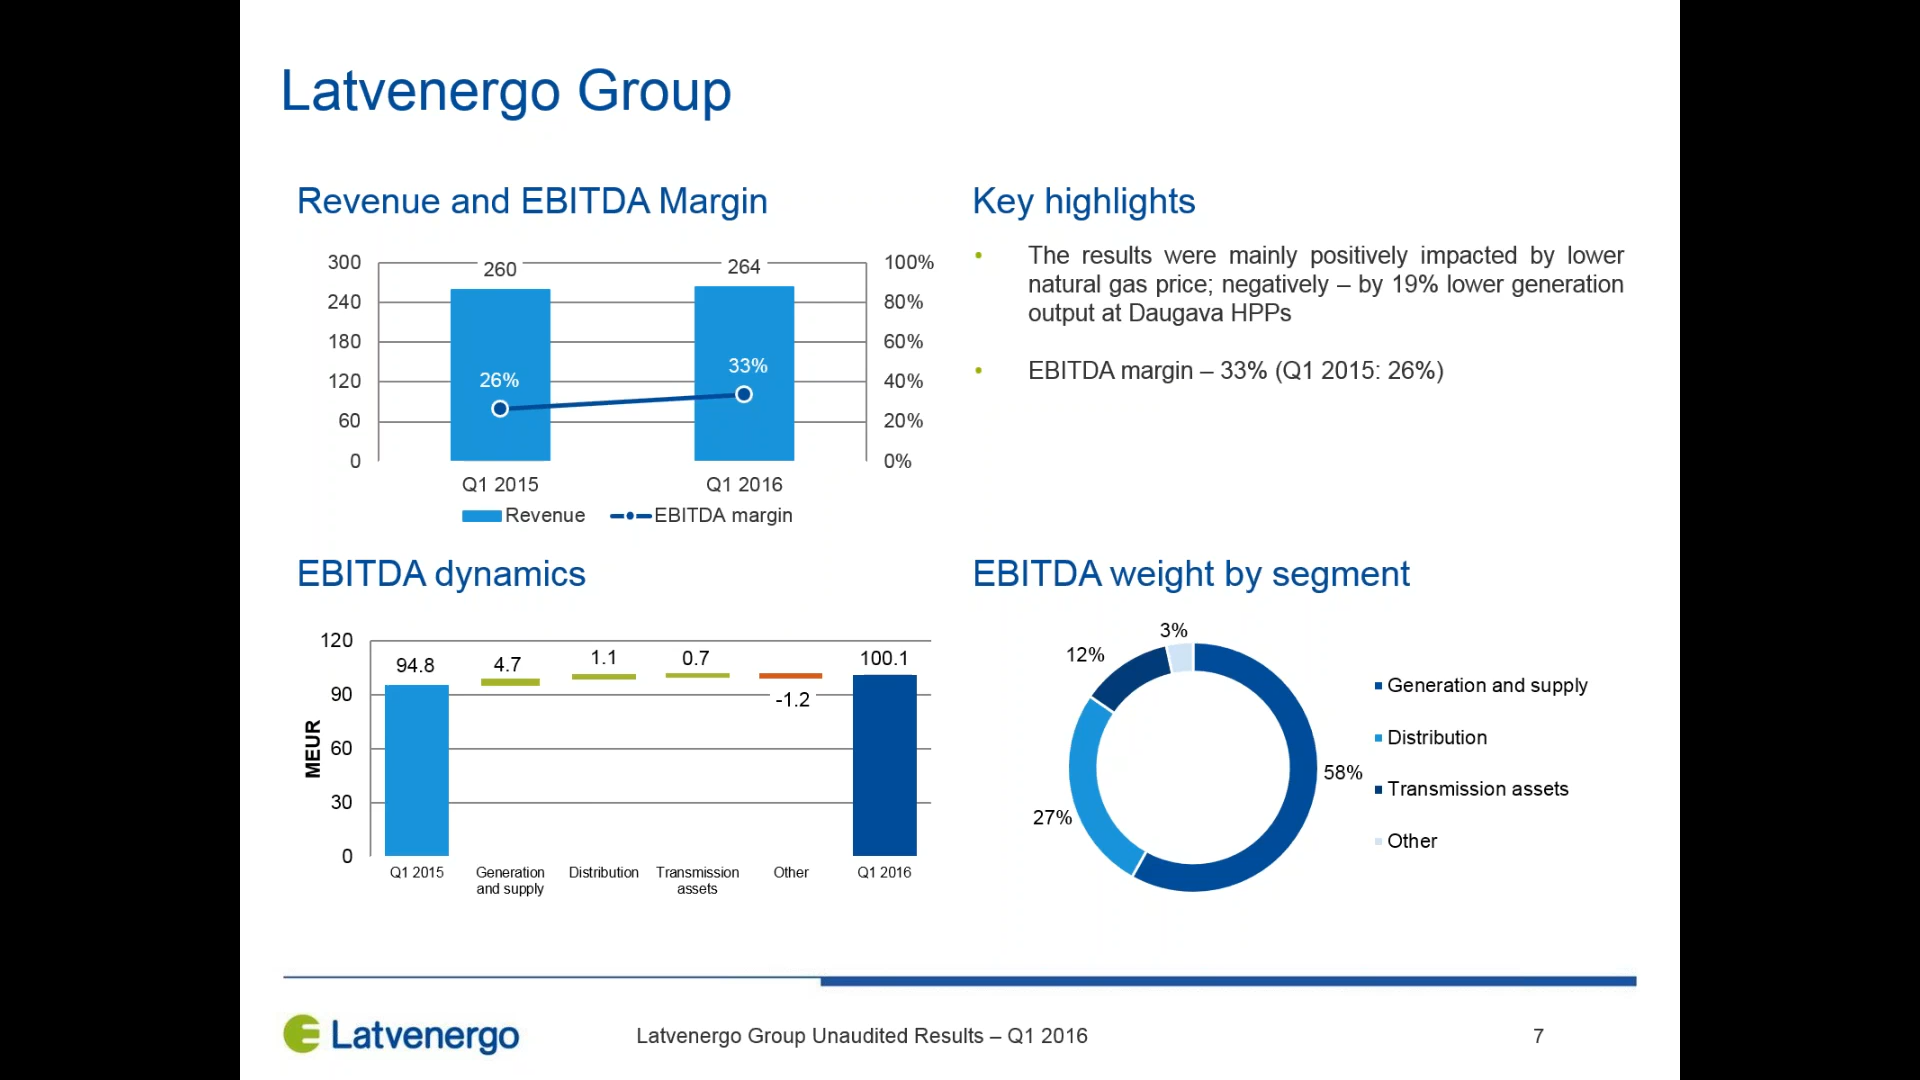 Latvenergo Group
Revenue and EBITDA Margin
300
240
180
120
60
0
260
264
26%
33%
100%
80%
60%
40%
20%
0%
Q1 2015
Q1 2016
Revenue
EBITDA margin
Key highlights
• The results were mainly positively impacted by lower
natural gas price; negatively – by 19% lower generation
output at Daugava HPPs
• EBITDA margin – 33% (Q1 2015: 26%)
EBITDA dynamics
MEUR
120
90
60
30
0
94.8
4.7
1.1
0.7
-1.2
100.1
Q1 2015
Generation
and supply
Distribution
Transmission
assets
Other
Q1 2016
EBITDA weight by segment
3%
12%
27%
58%
Generation and supply
Distribution
Transmission assets
Other
Latvenergo
Latvenergo Group Unaudited Results – Q1 2016
7